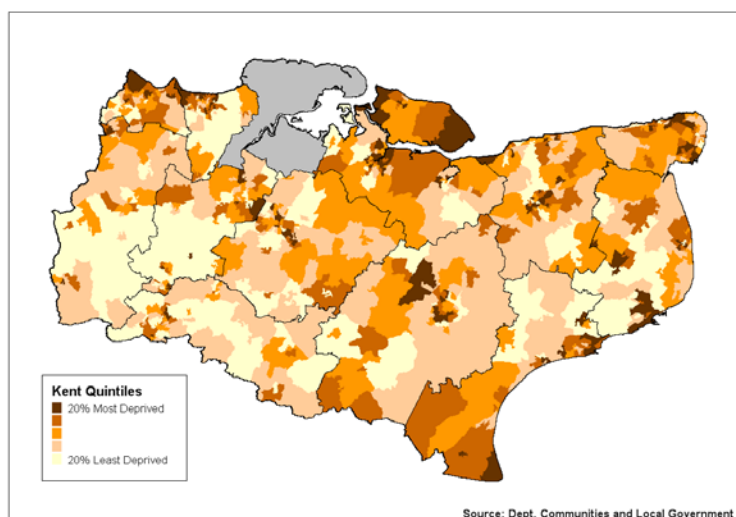 Kent Quintiles
20% Most Deprived
20% Least Deprived
Source: Dept. Communities and Local Government